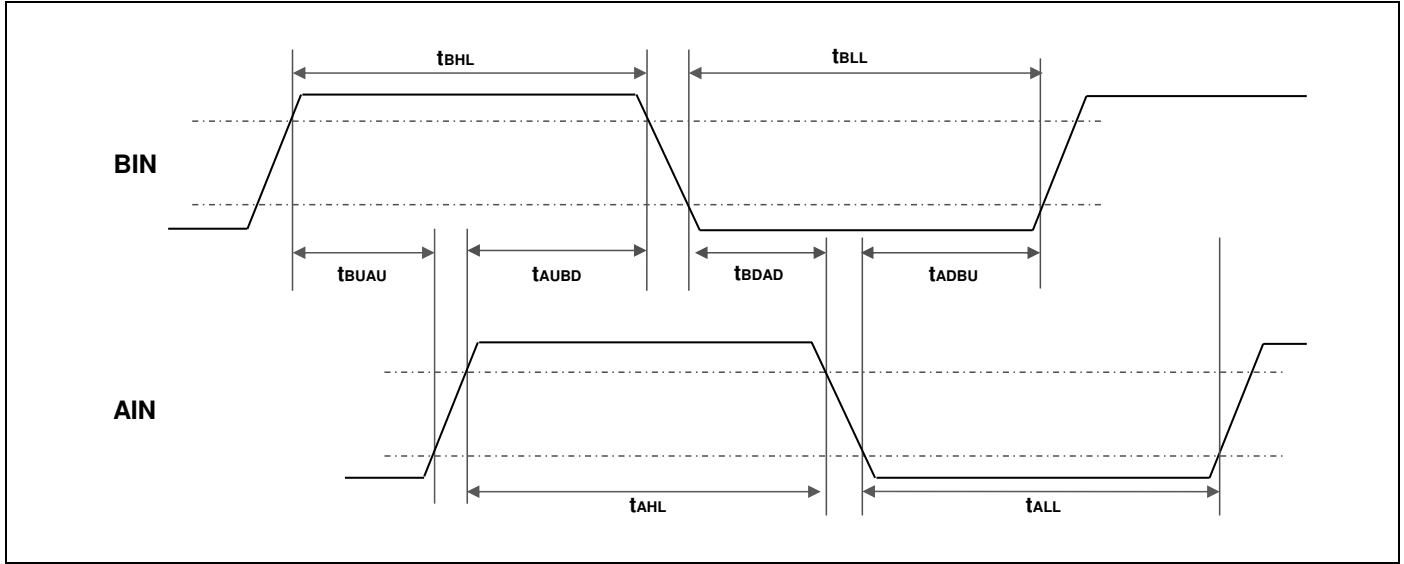 tBHL
tBLL
BIN
tBUAU
tAUBD
tBDAD
tADBU
AIN
tAHL
tALL